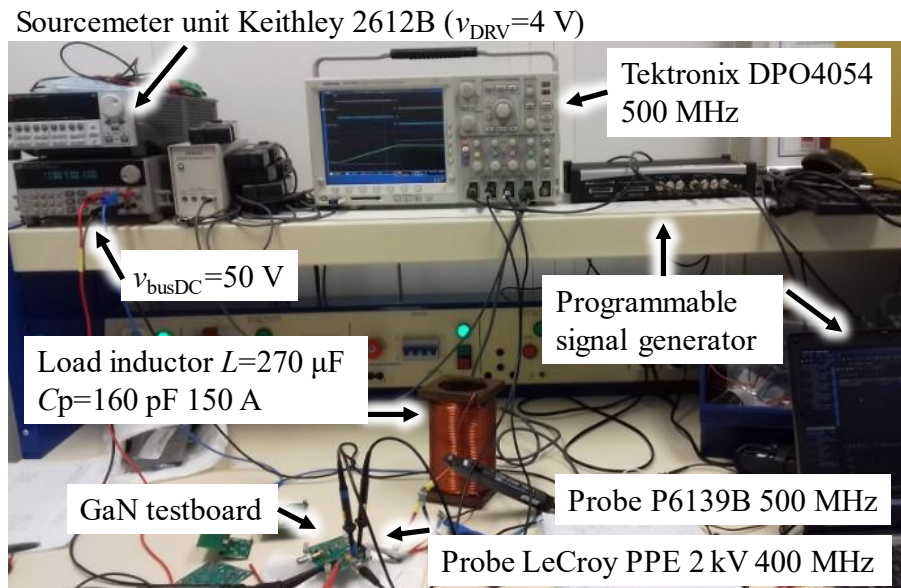 Sourcemeter unit Keithley 2612B (vDRV=4 V)
Tektronix DPO4054
500 MHz
vbusDC=50 V
Programmable
signal generator
Load inductor L=270 μF
Cp=160 pF 150 A
GaN testboard
Probe P6139B 500 MHz
Probe LeCroy PPE 2 kV 400 MHz